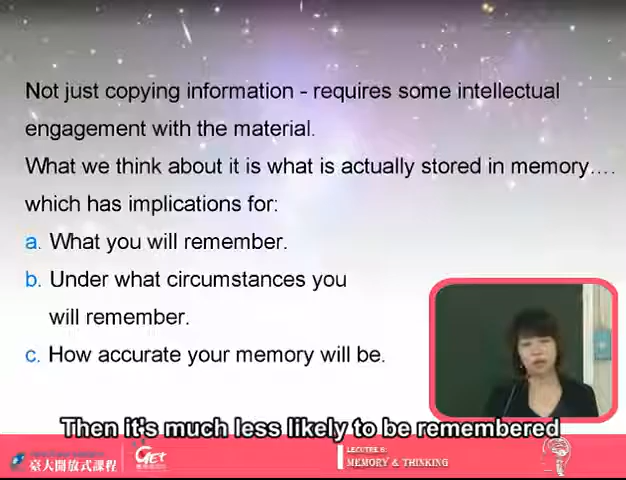 Not just copying information - requires some intellectual
engagement with the material.
What we think about it is what is actually stored in memory....
which has implications for:
a. What you will remember.
b. Under what circumstances you
will remember.
c. How accurate your memory will be.
Then it's much less likely to be remembered
臺大開放式課程
GET
LECUTRE 6:
MEMORY & THINKING